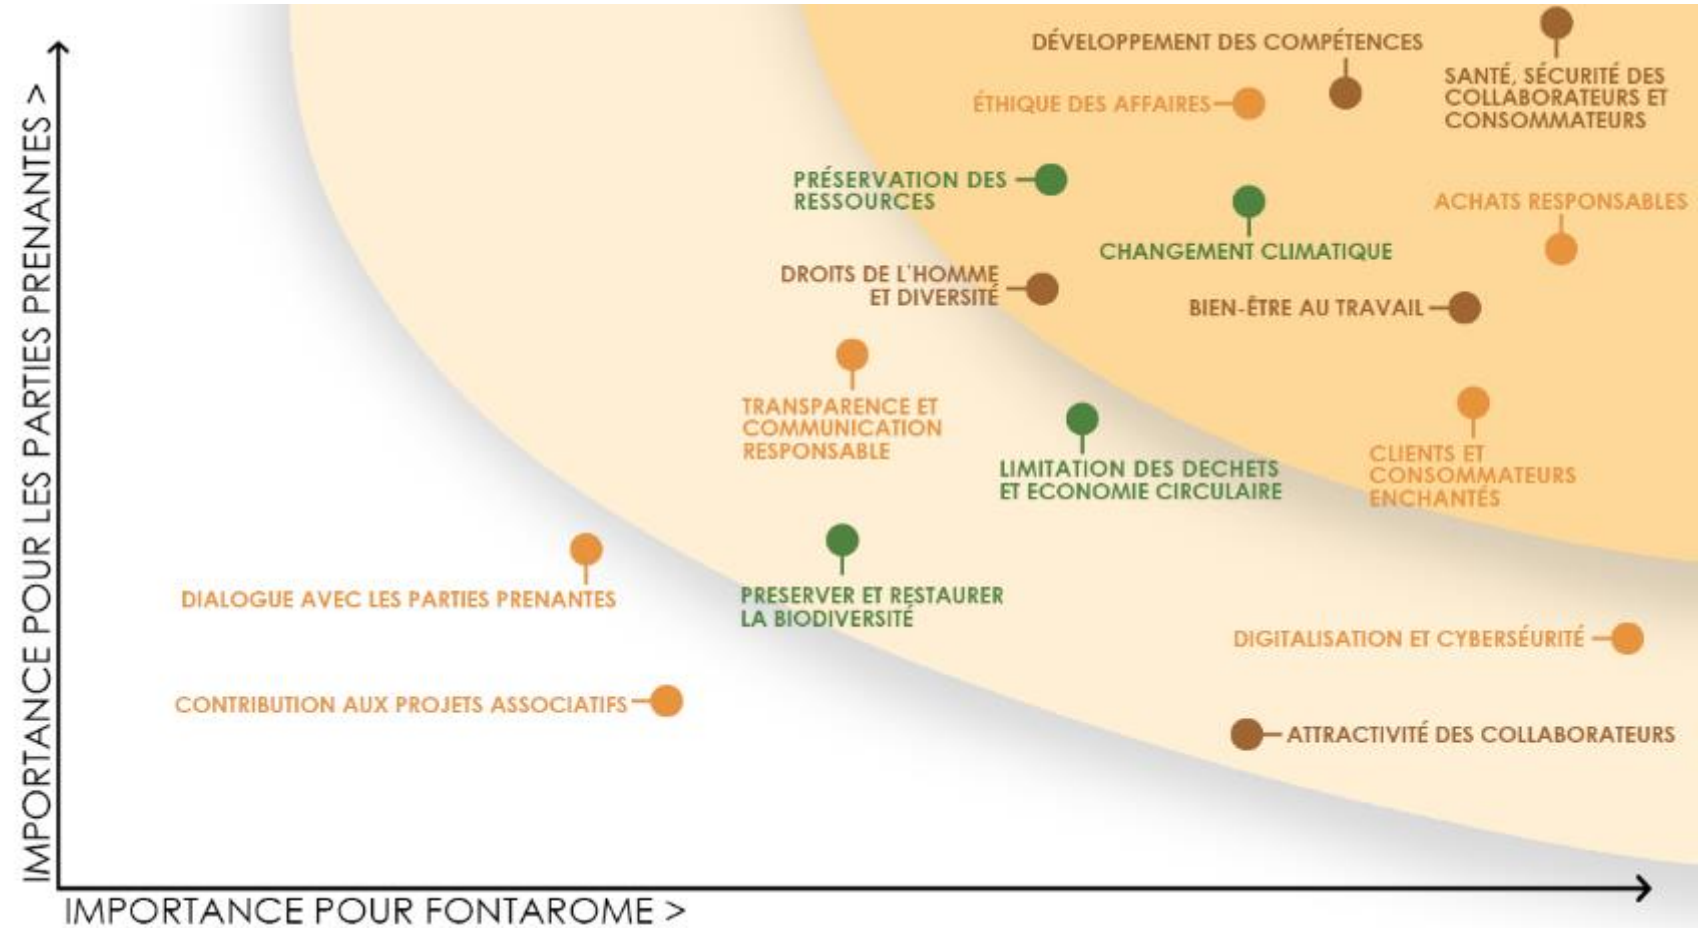 DÉVELOPPEMENT DES COMPÉTENCES
SANTÉ, SÉCURITÉ DES
COLLABORATEURS ET
CONSOMMATEURS
ÉTHIQUE DES AFFAIRES
PRÉSERVATION DES
RESSOURCES
ACHATS RESPONSABLES
CHANGEMENT CLIMATIQUE
DROITS DE L'HOMME
ET DIVERSITÉ
BIEN-ÊTRE AU TRAVAIL
TRANSPARENCE ET
COMMUNICATION
RESPONSABLE
LIMITATION DES DECHETS
ET ECONOMIE CIRCULAIRE
CLIENTS ET
CONSOMMATEURS
ENCHANTÉS
DIALOGUE AVEC LES PARTIES PRENANTES
PRESERVER ET RESTAURER
LA BIODIVERSITÉ
DIGITALISATION ET CYBERSÉURITÉ
CONTRIBUTION AUX PROJETS ASSOCIATIFS
ATTRACTIVITÉ DES COLLABORATEURS
IMPORTANCE POUR LES PARTIES PRENANTES >
IMPORTANCE POUR FONTAROME >